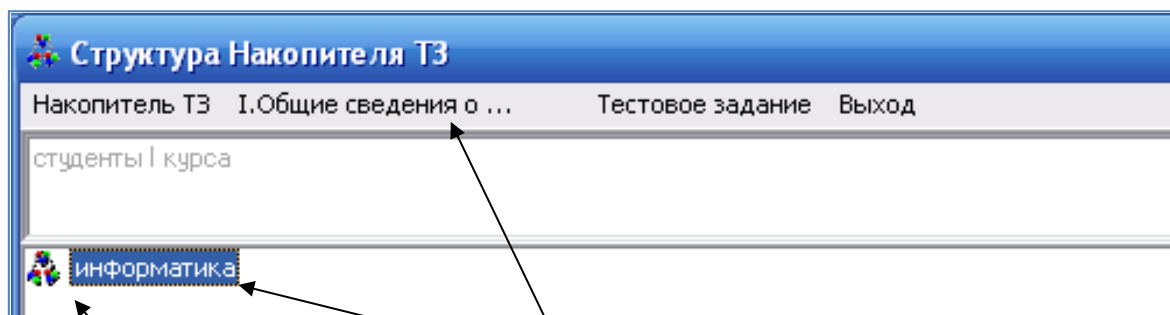 Структура Накопителя ТЗ
Накопитель ТЗ I.Общие сведения о ... Тестовое задание Выход
студенты I курса
информатика